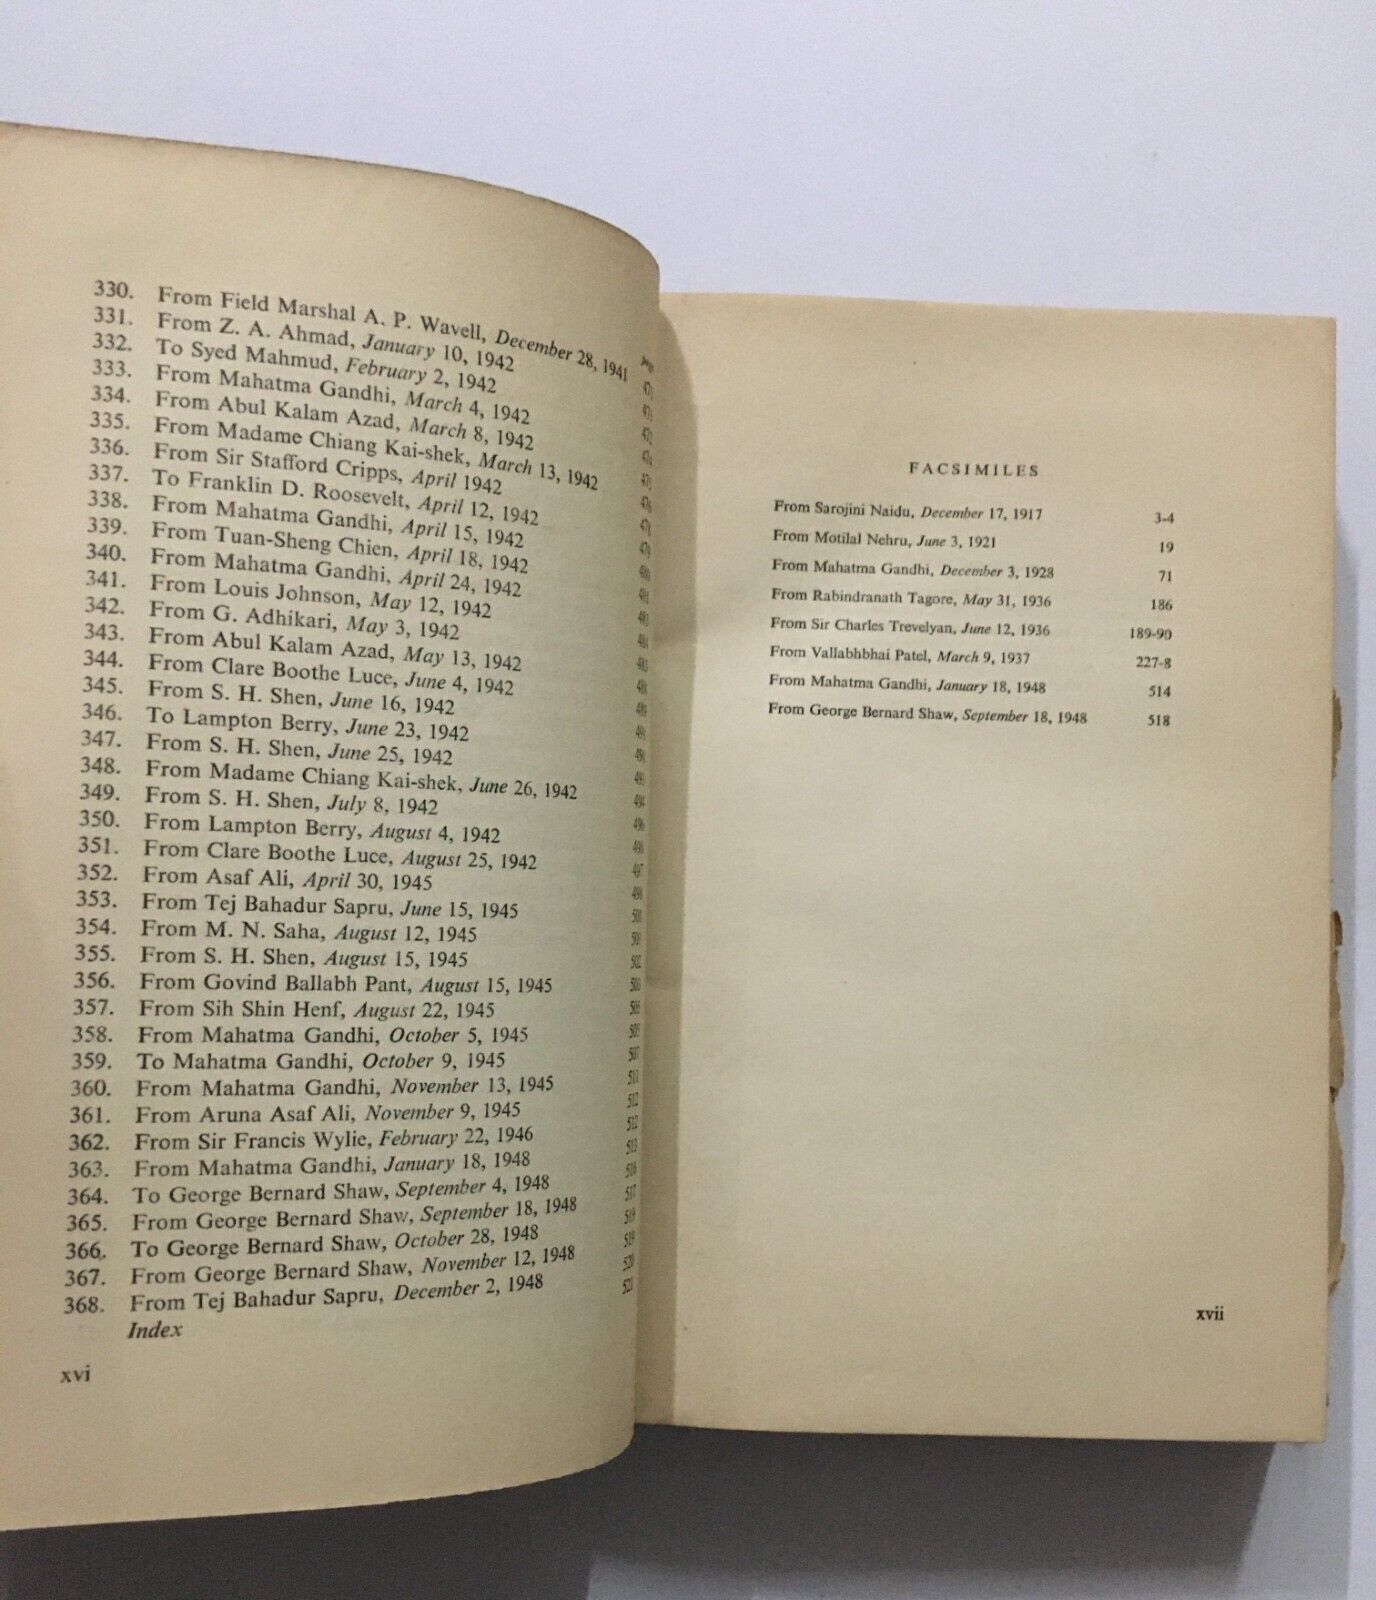 page
330. From Field Marshal A. P. Wavell, December 28, 1941 471
331. From Z. A. Ahmad, January 10, 1942
332. To Syed Mahmud, February 2, 1942
333. From Mahatma Gandhi, March 4, 1942
334. From Abul Kalam Azad, March 8, 1942
335. From Madame Chiang Kai-shek, March 13, 1942
336. From Sir Stafford Cripps, April 1942
337. To Franklin D. Roosevelt, April 12, 1942
338. From Mahatma Gandhi, April 15, 1942
339. From Tuan-Sheng Chien, April 18, 1942
340. From Mahatma Gandhi, April 24, 1942
341. From Louis Johnson, May 12, 1942
342. From G. Adhikari, May 3, 1942
343. From Abul Kalam Azad, May 13, 1942
344. From Clare Boothe Luce, June 4, 1942
345. From S. H. Shen, June 16, 1942
346. To Lampton Berry, June 23, 1942
347. From S. H. Shen, June 25, 1942
348. From Madame Chiang Kai-shek, June 26, 1942
349. From S. H. Shen, July 8, 1942
350. From Lampton Berry, August 4, 1942
351. From Clare Boothe Luce, August 25, 1942
352. From Asaf Ali, April 30, 1945
353. From Tej Bahadur Sapru, June 15, 1945
354. From M. N. Saha, August 12, 1945
355. From S. H. Shen, August 15, 1945
356. From Govind Ballabh Pant, August 15, 1945
357. From Sih Shin Henf, August 22, 1945
358. From Mahatma Gandhi, October 5, 1945
359. To Mahatma Gandhi, October 9, 1945
360. From Mahatma Gandhi, November 13, 1945
361. From Aruna Asaf Ali, November 9, 1945
362. From Sir Francis Wylie, February 22, 1946
363. From Mahatma Gandhi, January 18, 1948
364. To George Bernard Shaw, September 4, 1948
365. From George Bernard Shaw, September 18, 1948
366. To George Bernard Shaw, October 28, 1948
367. From George Bernard Shaw, November 12, 1948
368. From Tej Bahadur Sapru, December 2, 1948
Index
xvi
FACSIMILES
From Sarojini Naidu, December 17, 1917 3-4
From Motilal Nehru, June 3, 1921 19
From Mahatma Gandhi, December 3, 1928 71
From Rabindranath Tagore, May 31, 1936 186
From Sir Charles Trevelyan, June 12, 1936 189-90
From Vallabhbhai Patel, March 9, 1937 227-8
From Mahatma Gandhi, January 18, 1948 514
From George Bernard Shaw, September 18, 1948 518
xvii